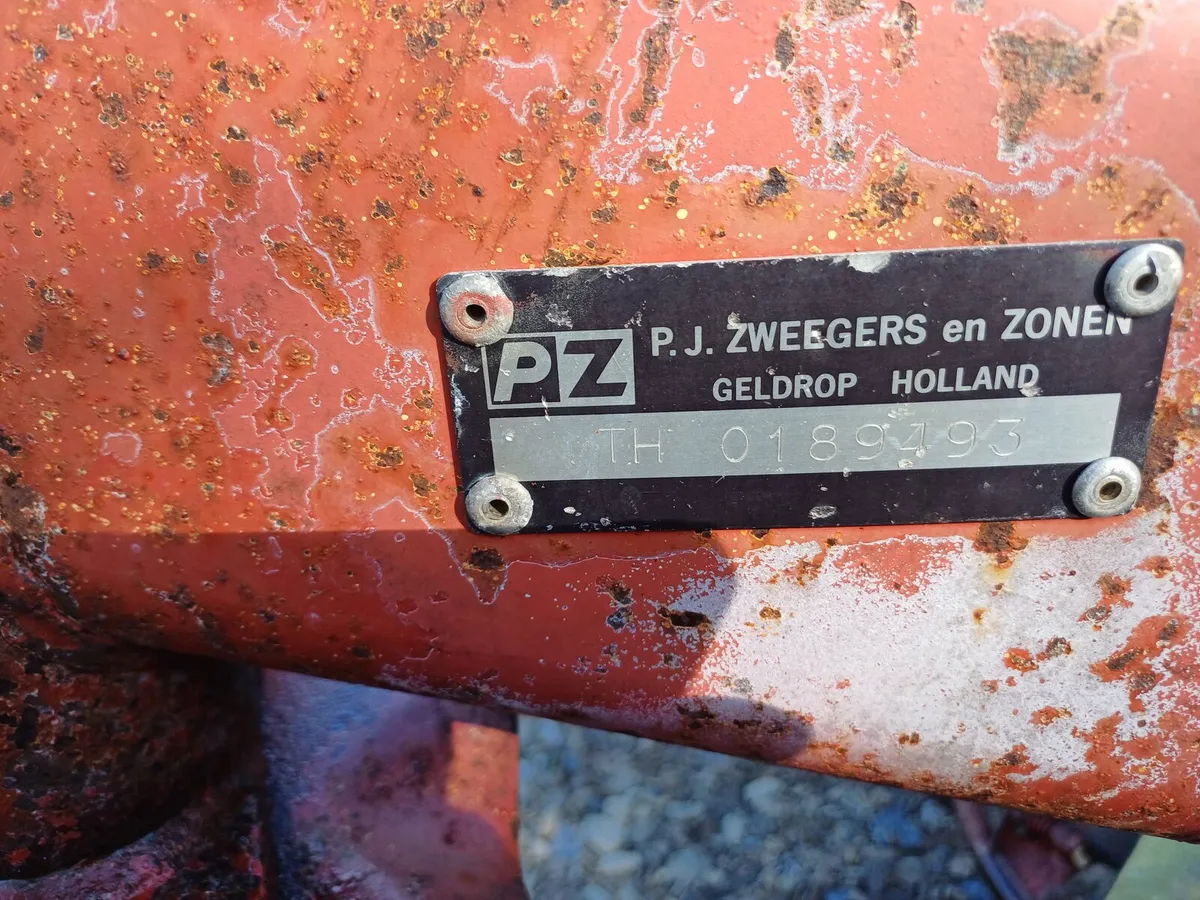 PZ
P.J. ZWEEGERS en ZONEN
GELDROP HOLLAND
TH 0189493